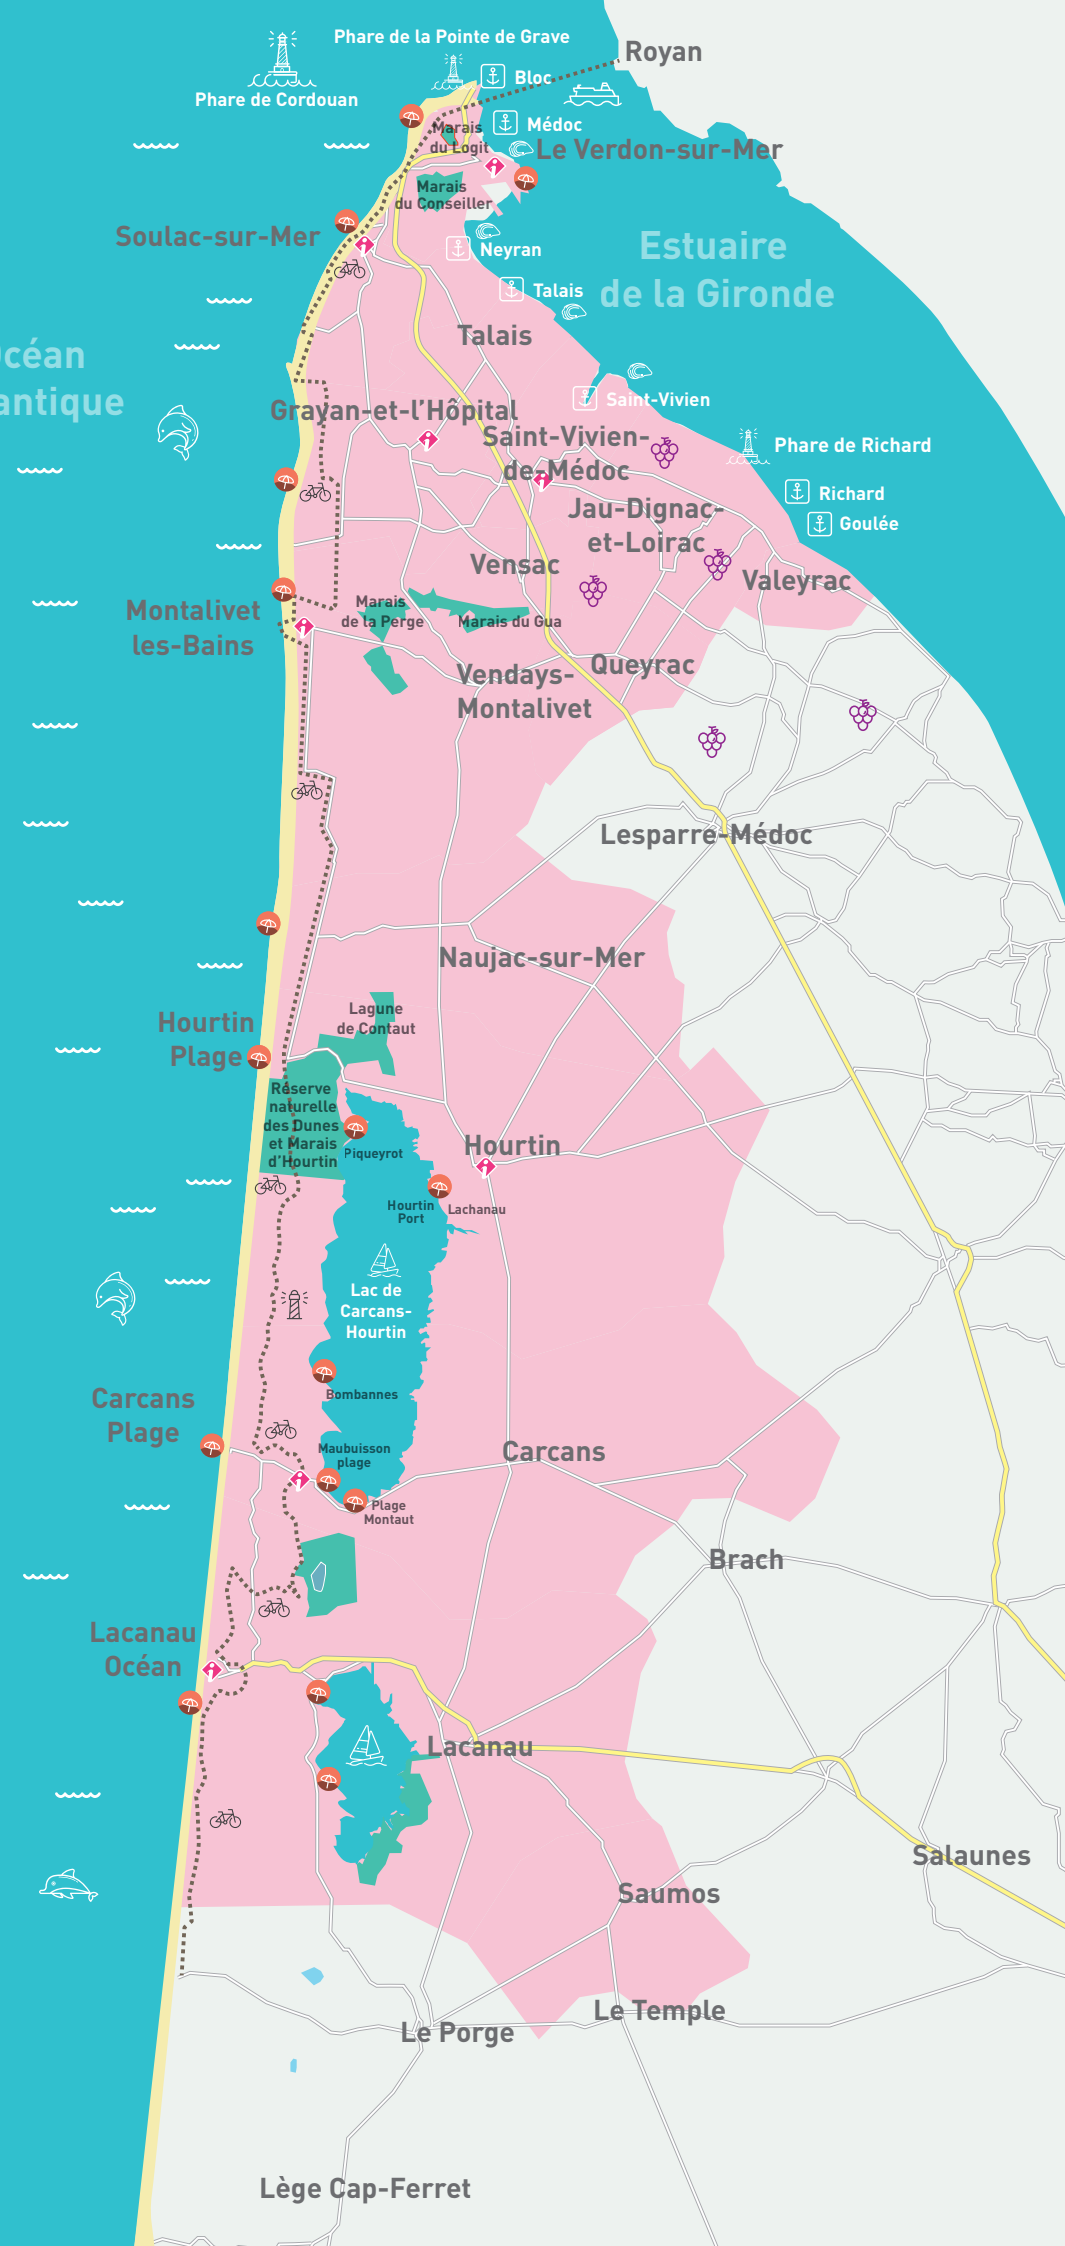 Phare de la Pointe de Grave
Royan
Bloc
Phare de Cordouan
Médoc
Marais
du Logit
Le Verdon-sur-Mer
Marais
du Conseiller
Soulac-sur-Mer
Neyran
Estuaire
de la Gironde
Talais
Talais
céan
antique
Saint-Vivien
Grayan-et-l'Hôpital
Saint-Vivien-
de-Médoc
Phare de Richard
Richard
Goulée
Jau-Dignac-
et-Loirac
Vensac
Valeyrac
Montalivet
les-Bains
Marais
de la Perge
Marais du Gua
Queyrac
Vendays-
Montalivet
Lesparre-Médoc
Naujac-sur-Mer
Lagune
de Contaut
Hourtin
Plage
Réserve
naturelle
des Dunes
et Marais
d'Hourtin
Piqueyrot
Hourtin
Hourtin
Port
Lachanau
Lac de
Carcans-
Hourtin
Bombannes
Carcans
Plage
Maubuisson
plage
Carcans
Plage
Montaut
Brach
Lacanau
Océan
Lacanau
Salaunes
Saumos
Le Temple
Le Porge
Lège Cap-Ferret